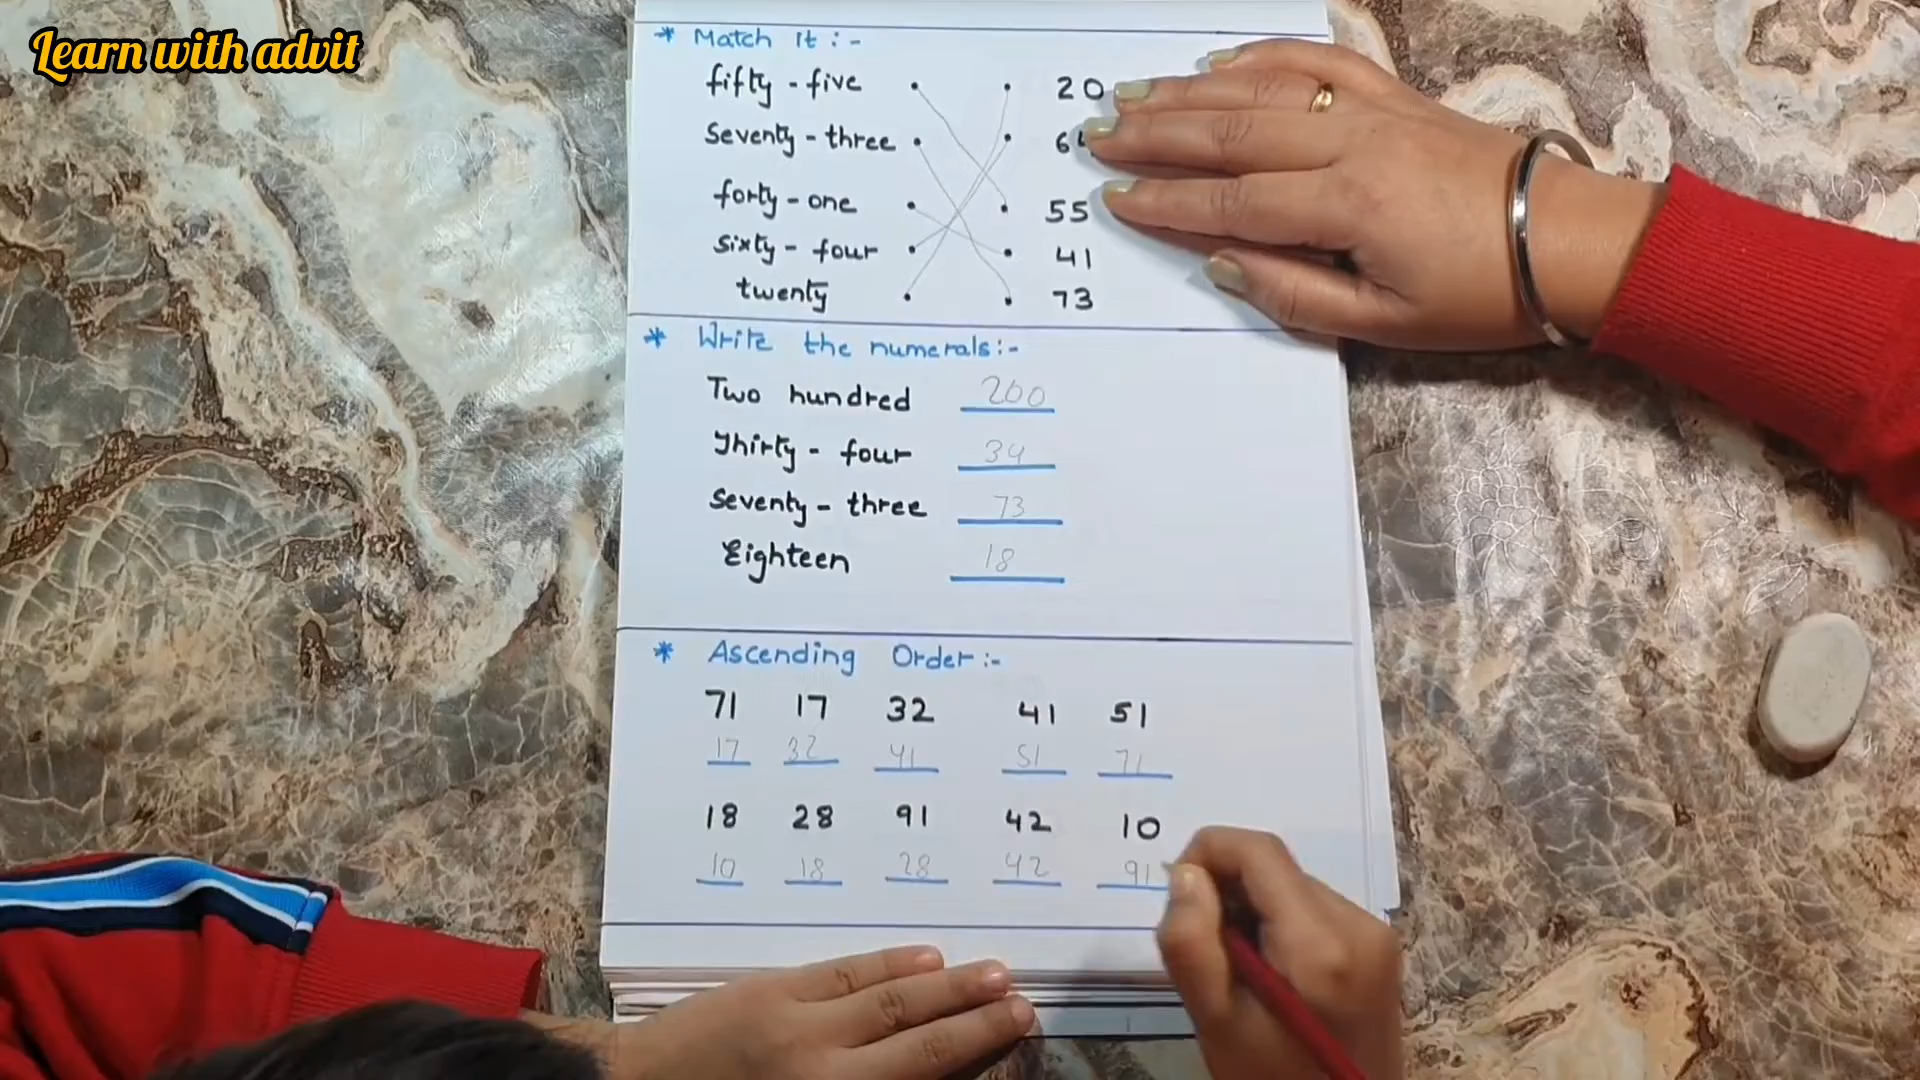 Learn with advit
* Match It :-
fifty - five 20
Seventy - three 64
forty - one 55
Sixty - four 41
twenty 73
* Write the numerals :-
Two hundred 200
Thirty - four 34
Seventy - three 73
Eighteen 18
* Ascending Order :-
71 17 32 41 51
17 32 41 51 71
18 28 91 42 10
10 18 28 42 91